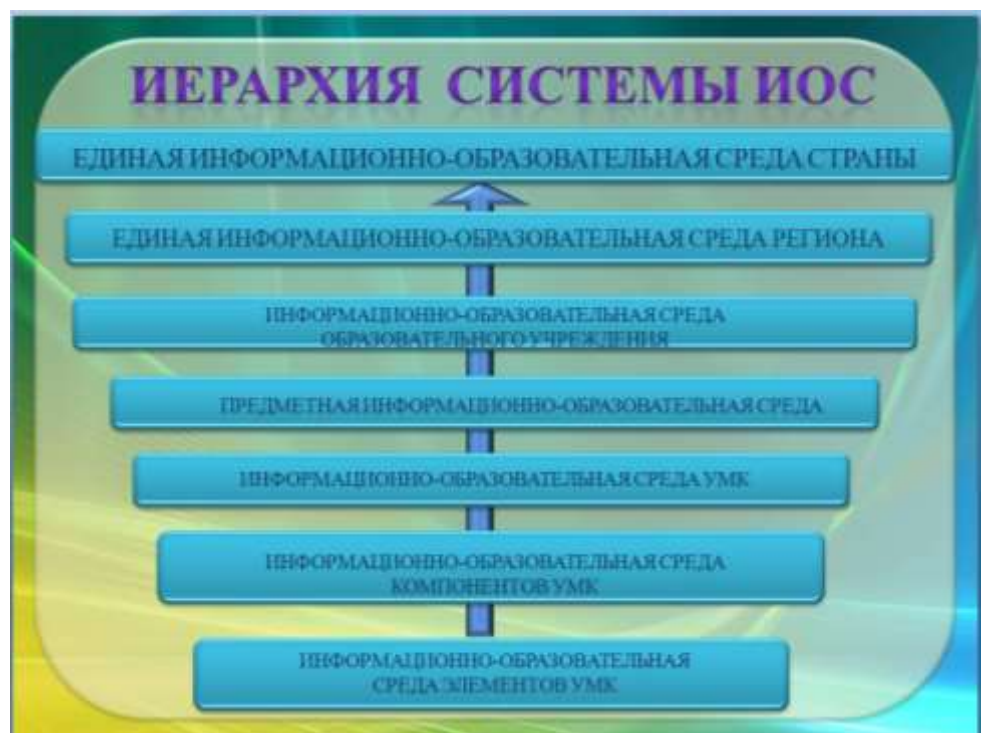 ИЕРАРХИЯ СИСТЕМЫ ИОС
ЕДИНАЯ ИНФОРМАЦИОННО-ОБРАЗОВАТЕЛЬНАЯ СРЕДА СТРАНЫ
ЕДИНАЯ ИНФОРМАЦИОННО-ОБРАЗОВАТЕЛЬНАЯ СРЕДА РЕГИОНА
ИНФОРМАЦИОННО-ОБРАЗОВАТЕЛЬНАЯ СРЕДА
ОБРАЗОВАТЕЛЬНОГО УЧРЕЖДЕНИЯ
ПРЕДМЕТНАЯ ИНФОРМАЦИОННО-ОБРАЗОВАТЕЛЬНАЯ СРЕДА
ИНФОРМАЦИОННО-ОБРАЗОВАТЕЛЬНАЯ СРЕДА УМК
ИНФОРМАЦИОННО-ОБРАЗОВАТЕЛЬНАЯ СРЕДА
КОМПОНЕНТОВ УМК
ИНФОРМАЦИОННО-ОБРАЗОВАТЕЛЬНАЯ
СРЕДА ЭЛЕМЕНТОВ УМК